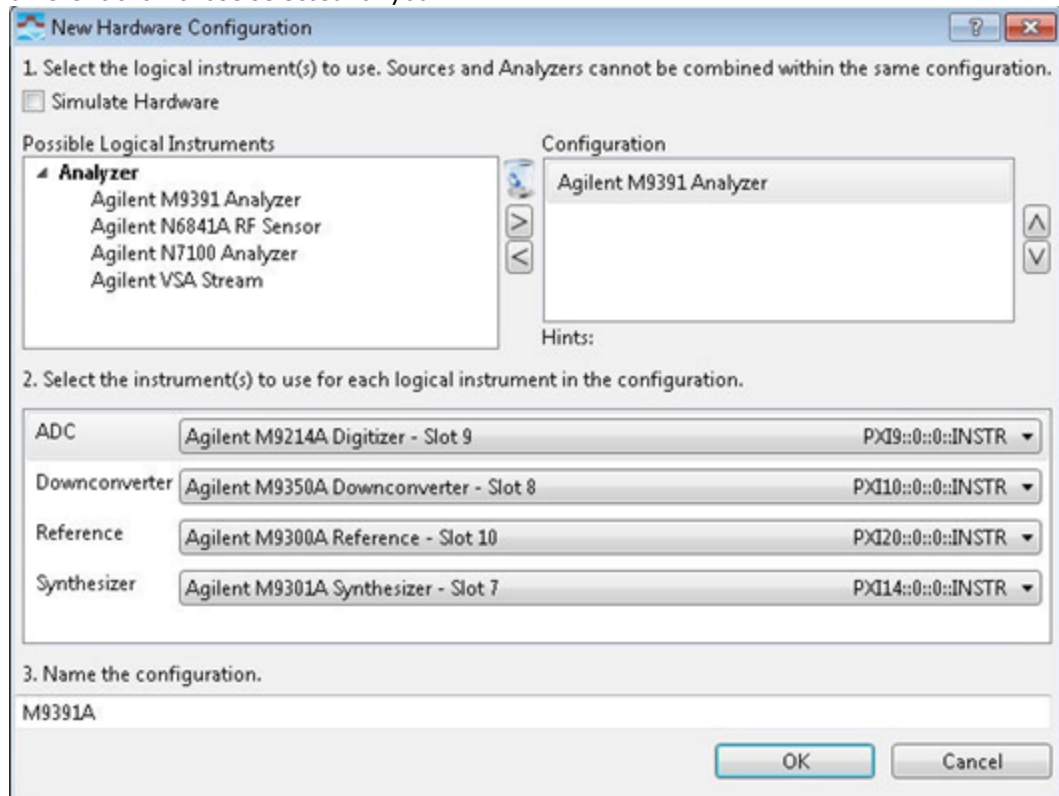 New Hardware Configuration
1. Select the logical instrument(s) to use. Sources and Analyzers cannot be combined within the same configuration.
Simulate Hardware
Possible Logical Instruments
Analyzer
Agilent M9391 Analyzer
Agilent N6841A RF Sensor
Agilent N7100 Analyzer
Agilent VSA Stream
>
<
Configuration
Agilent M9391 Analyzer
Hints:
2. Select the instrument(s) to use for each logical instrument in the configuration.
ADC Agilent M9214A Digitizer - Slot 9 PXI9::0::0::INSTR
Downconverter Agilent M9350A Downconverter - Slot 8 PXI10::0::0::INSTR
Reference Agilent M9300A Reference - Slot 10 PXI20::0::0::INSTR
Synthesizer Agilent M9301A Synthesizer - Slot 7 PXI14::0::0::INSTR
3. Name the configuration.
M9391A
OK Cancel